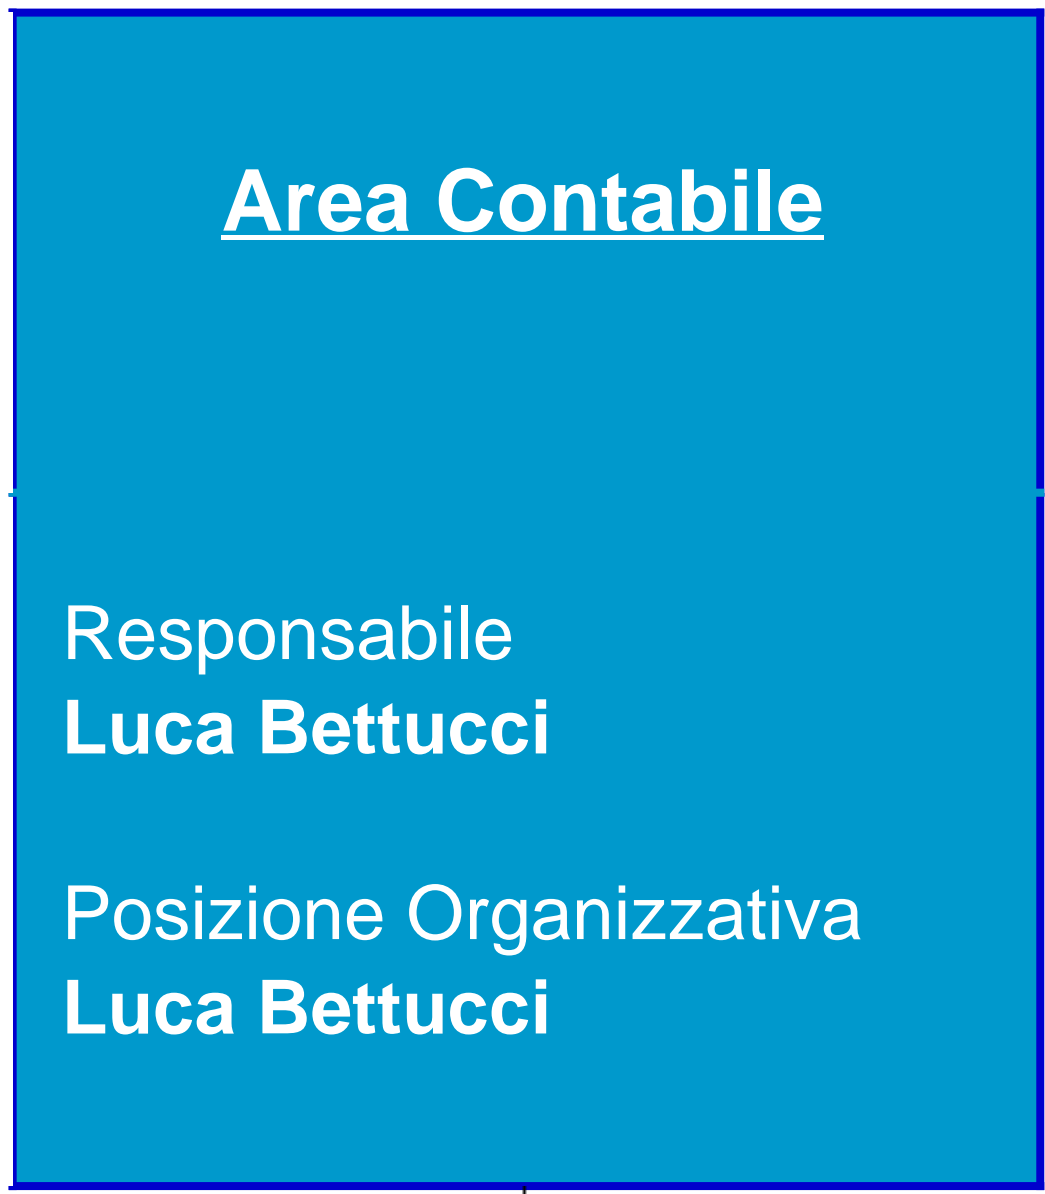 Area Contabile
Responsabile
Luca Bettucci
Posizione Organizzativa
Luca Bettucci